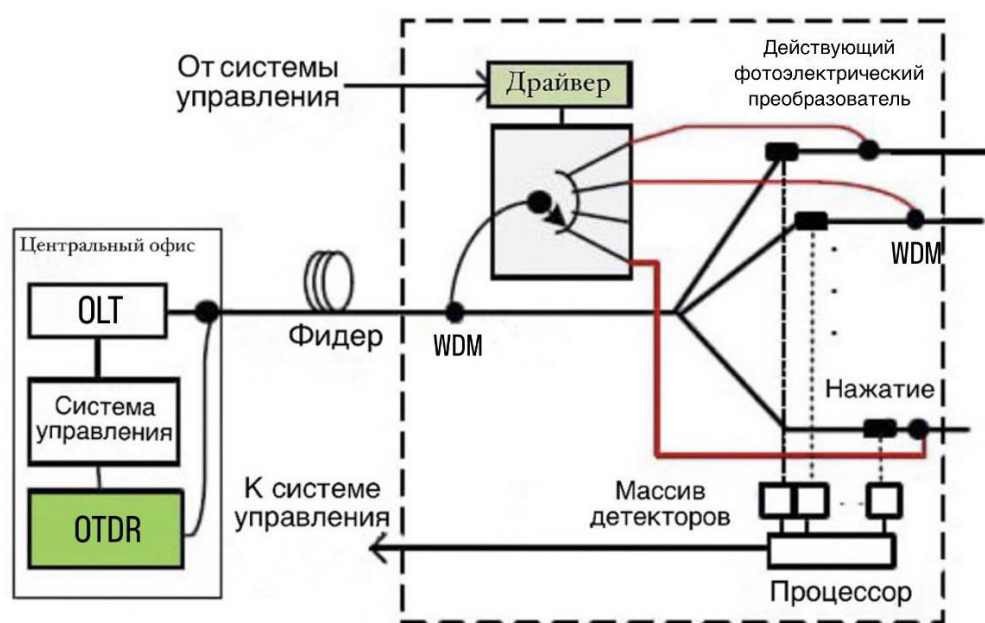 От системы
управления
Драйвер
Действующий
фотоэлектрический
преобразователь
Центральный офис
OLT
Система
управления
OTDR
Фидер
WDM
WDM
Нажатие
К системе
управления
Массив
детекторов
Процессор